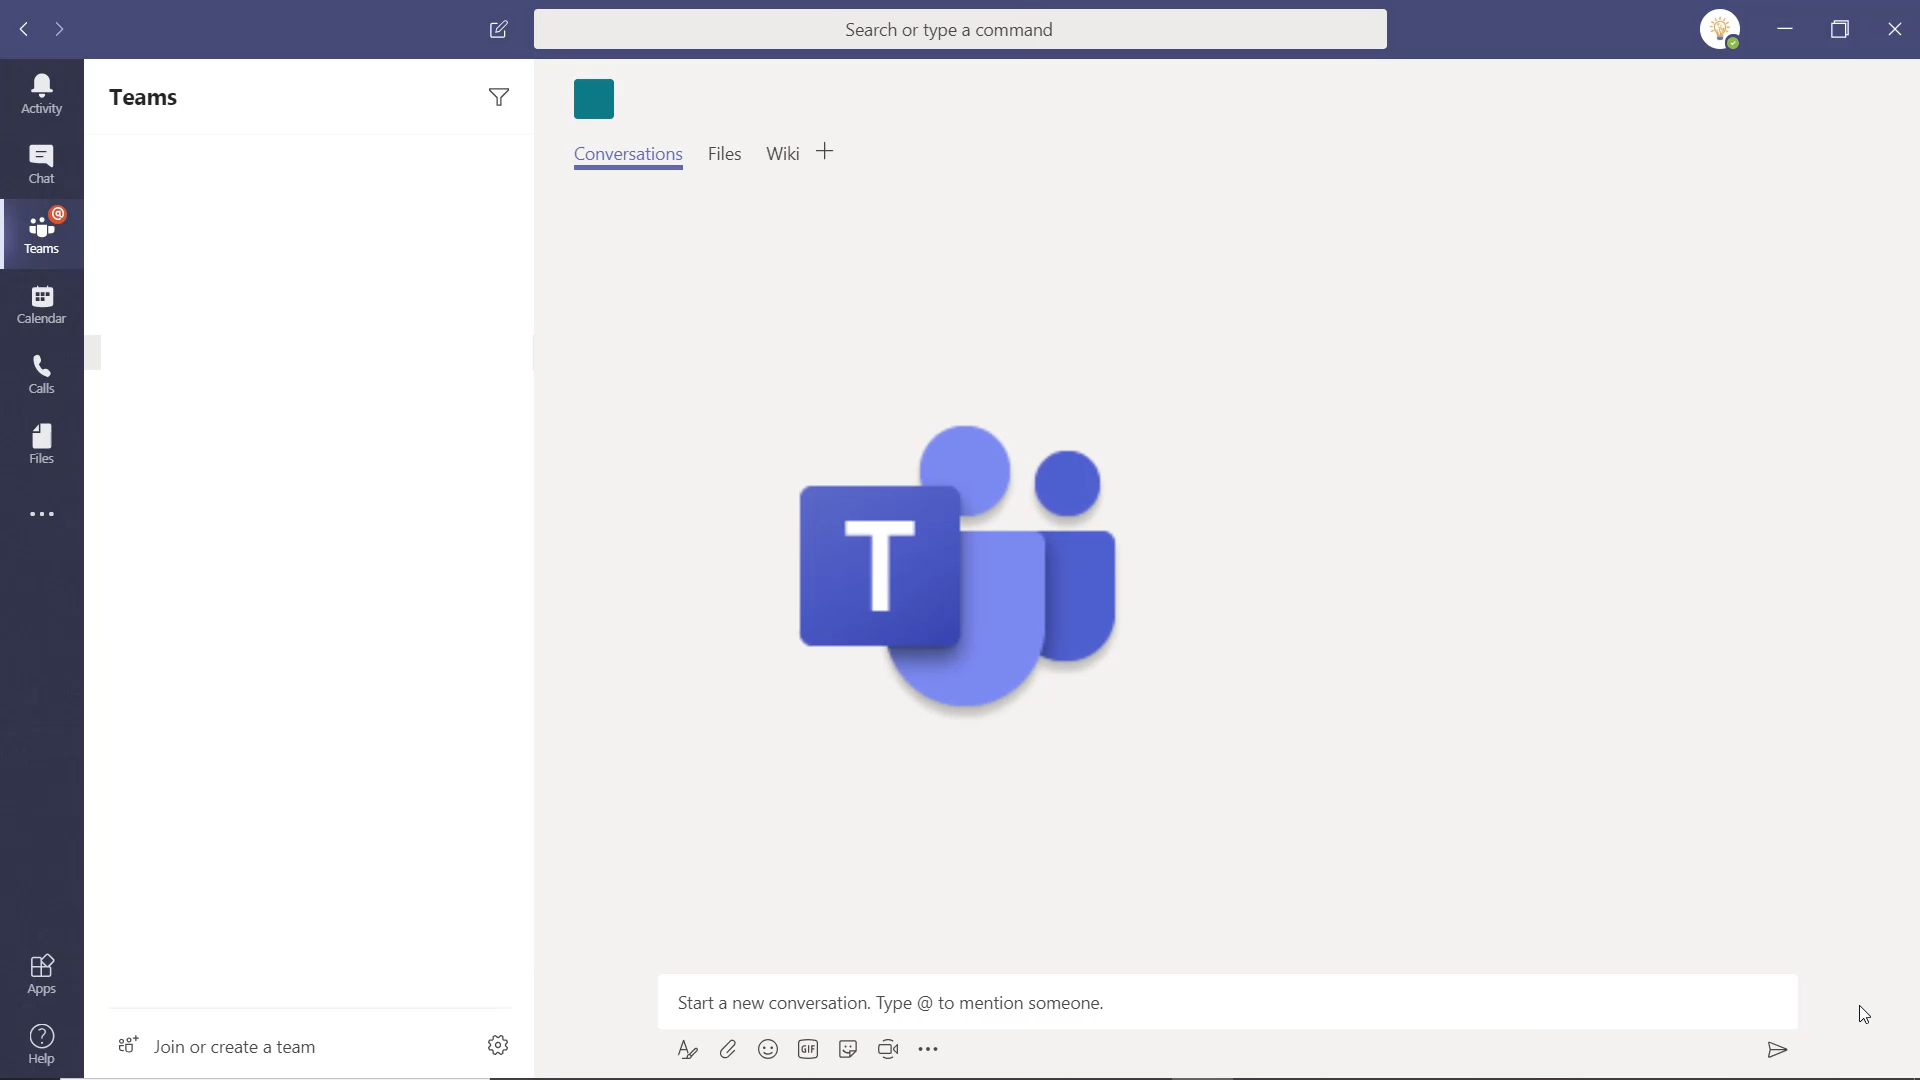 Search or type a command
Activity
Chat
@
Teams
Calendar
Calls
Files
Apps
Help
Teams
Join or create a team
Conversations Files Wiki
T
Start a new conversation. Type @ to mention someone.
GIF